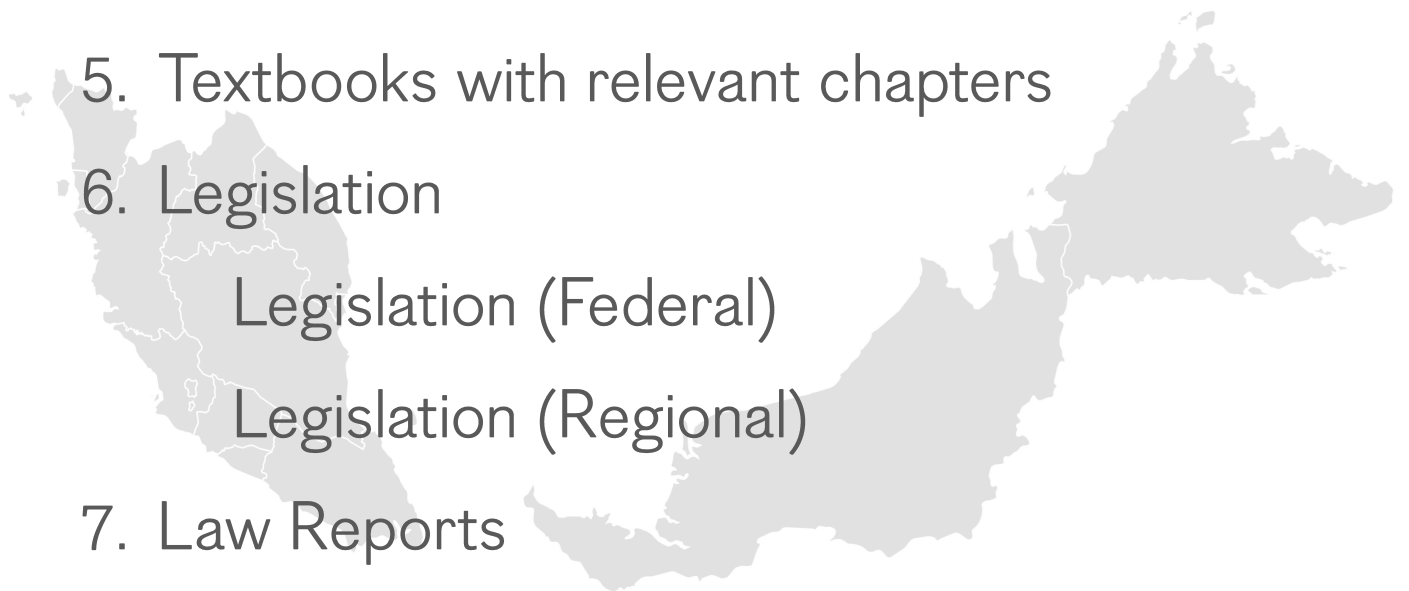 5. Textbooks with relevant chapters
6. Legislation
Legislation (Federal)
Legislation (Regional)
7. Law Reports